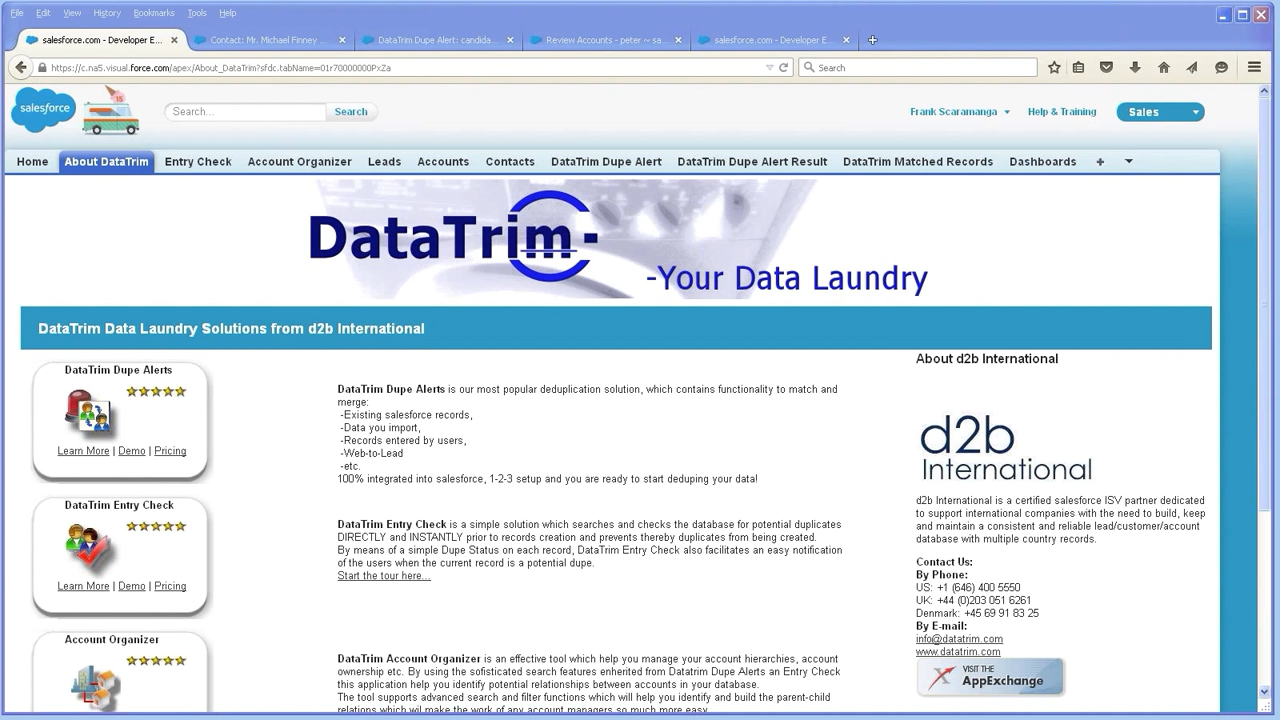 File Edit View History Bookmarks Tools Help
salesforce.com - Developer E... Contact: Mr. Michael Finney ... DataTrim Dupe Alert: candida... Review Accounts - peter ~ sa... salesforce.com - Developer E...
https://c.na5.visual.force.com/apex/About_DataTrim?sfdc.tabName=01r70000000PxZa Search
salesforce 15 Search... Search Frank Scaramanga Help & Training Sales
Home About DataTrim Entry Check Account Organizer Leads Accounts Contacts DataTrim Dupe Alert DataTrim Dupe Alert Result DataTrim Matched Records Dashboards +
DataTrim-
-Your Data Laundry
DataTrim Data Laundry Solutions from d2b International
DataTrim Dupe Alerts
Learn More | Demo | Pricing
DataTrim Entry Check
Learn More | Demo | Pricing
Account Organizer
DataTrim Dupe Alerts is our most popular deduplication solution, which contains functionality to match and
merge:
-Existing salesforce records,
-Data you import,
-Records entered by users,
-Web-to-Lead
-etc.
100% integrated into salesforce, 1-2-3 setup and you are ready to start deduping your data!
DataTrim Entry Check is a simple solution which searches and checks the database for potential duplicates
DIRECTLY and INSTANTLY prior to records creation and prevents thereby duplicates from being created.
By means of a simple Dupe Status on each record, DataTrim Entry Check also facilitates an easy notification
of the users when the current record is a potential dupe.
Start the tour here...
DataTrim Account Organizer is an effective tool which help you manage your account hierarchies, account
ownership etc. By using the sofisticated search features enherited from Datatrim Dupe Alerts an Entry Check
this application help you identify potential relationships between accounts in your database.
The tool supports advanced search and filter functions which will help you identify and build the parent-child
relations which wil make the work of any account managers so much more easy.
About d2b International
d2b
International
d2b International is a certified salesforce ISV partner dedicated
to support international companies with the need to build, keep
and maintain a consistent and reliable lead/customer/account
database with multiple country records.
Contact Us:
By Phone:
US: +1 (646) 400 5550
UK: +44 (0)203 051 6261
Denmark: +45 69 91 83 25
By E-mail:
info@datatrim.com
www.datatrim.com
VISIT THE
AppExchange